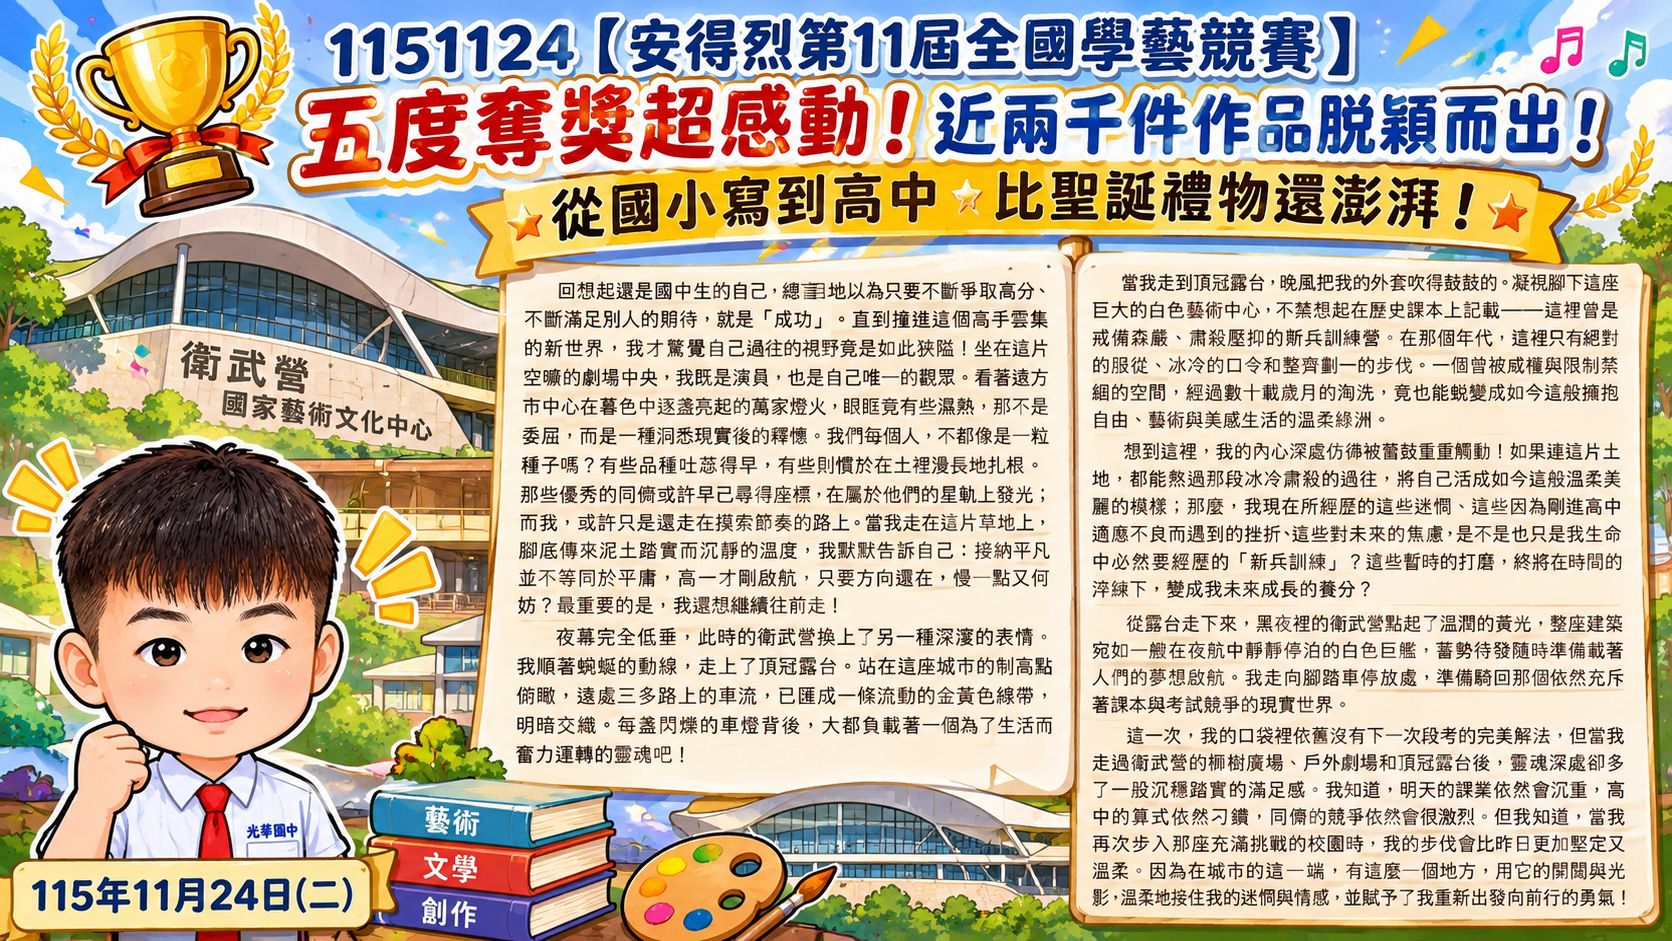 1151124【安得烈第11屆全國學藝競賽】
五度奪獎超感動！近兩千件作品脫穎而出！
從國小寫到高中★比聖誕禮物還澎湃！
衛武營
國家藝術文化中心
光華國中
115年11月24日(二)
藝術
文學
創作
回想起還是國中生的自己，總地以為只要不斷爭取高分、
不斷滿足別人的期待，就是「成功」。直到撞進這個高手雲集
的新世界，我才驚覺自己過往的視野竟是如此狹隘！坐在這片
空曠的劇場中央，我既是演員，也是自己唯一的觀眾。看著遠方
市中心在暮色中逐盞亮起的萬家燈火，眼眶竟有些濕熱，那不是
委屈，而是一種洞悉現實後的釋懷。我們每個人，不都像是一粒
種子嗎？有些品種吐蕊得早，有些則慣於在土裡漫長地扎根。
那些優秀的同儕或許早已尋得座標，在屬於他們的星軌上發光；
而我，或許只是還走在摸索節奏的路上。當我走在這片草地上，
腳底傳來泥土踏實而沉靜的溫度，我默默告訴自己：接納平凡
並不等同於平庸，高一才剛啟航，只要方向還在，慢一點又何
妨？最重要的是，我還想繼續往前走！
夜幕完全低垂，此時的衛武營換上了另一種深邃的表情。
我順著蜿蜒的動線，走上了頂冠露台。站在這座城市的制高點
俯瞰，遠處三多路上的車流，已匯成一條流動的金黃色線帶，
明暗交織。每盞閃爍的車燈背後，大都負載著一個為了生活而
奮力運轉的靈魂吧！
當我走到頂冠露台，晚風把我的外套吹得鼓鼓的。凝視腳下這座
巨大的白色藝術中心，不禁想起在歷史課本上記載——這裡曾是
戒備森嚴、肅殺壓抑的新兵訓練營。在那個年代，這裡只有絕對
的服從、冰冷的口令和整齊劃一的步伐。一個曾被威權與限制禁
錮的空間，經過數十載歲月的淘洗，竟也能蛻變成如今這般擁抱
自由、藝術與美感生活的溫柔綠洲。
想到這裡，我的內心深處仿彿被蕾鼓重重觸動！如果連這片土
地，都能熬過那段冰冷肅殺的過往，將自己活成如今這般溫柔美
麗的模樣；那麼，我現在所經歷的這些迷惘、這些因為剛進高中
適應不良而遇到的挫折、這些對未來的焦慮，是不是也只是我生命
中必然要經歷的「新兵訓練」？這些暫時的打磨，終將在時間的
淬鍊下，變成我未來成長的養分？
從露台走下來，黑夜裡的衛武營點起了溫潤的黃光，整座建築
宛如一艘在夜航中靜靜停泊的白色巨艦，蓄勢待發隨時準備載著
人們的夢想啟航。我走向腳踏車停放處，準備騎回那個依然充斥
著課本與考試競爭的現實世界。
這一次，我的口袋裡依舊沒有下一次段考的完美解法，但當我
走過衛武營的榕樹廣場、戶外劇場和頂冠露台後，靈魂深處卻多
了一股沉穩踏實的滿足感。我知道，明天的課業依然會沉重，高
中的算式依然刁鑽，同儕的競爭依然會很激烈。但我知道，當我
再次步入那座充滿挑戰的校園時，我的步伐會比昨日更加堅定又
溫柔。因為在城市的這一端，有這麼一個地方，用它的開闊與光
影，溫柔地接住我的迷惘與情感，並賦予了我重新出發向前行的勇氣！